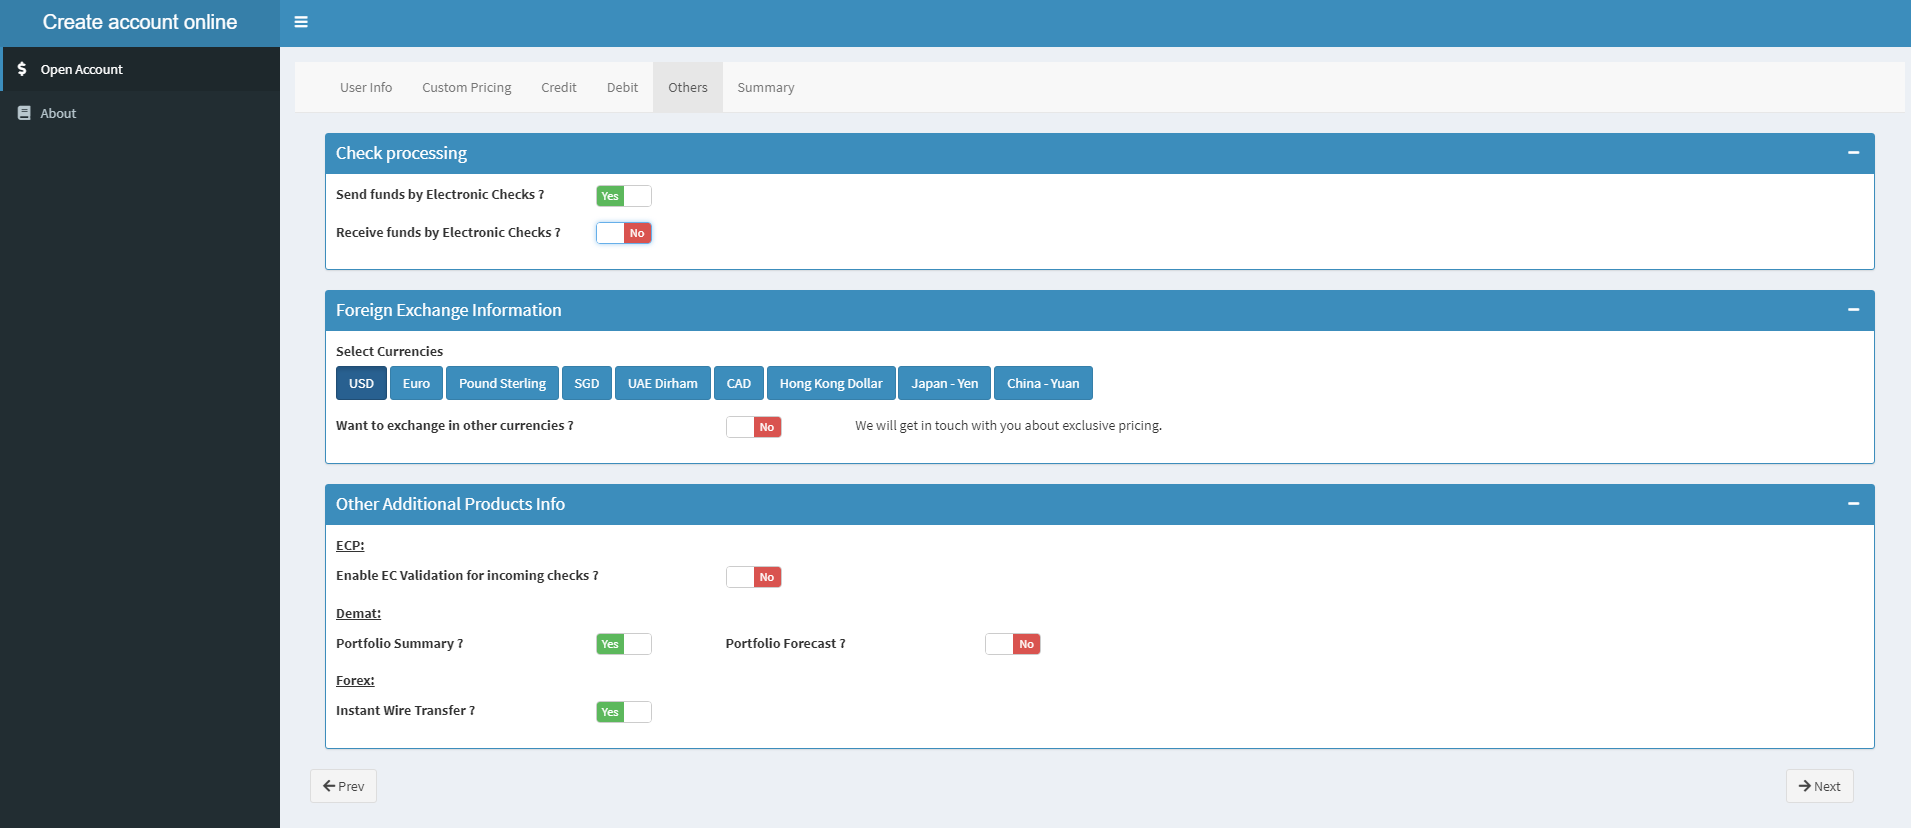 Create account online
Open Account
About
User Info Custom Pricing Credit Debit Others Summary
Check processing
Send funds by Electronic Checks ? Yes
Receive funds by Electronic Checks ? No
Foreign Exchange Information
Select Currencies
USD Euro Pound Sterling SGD UAE Dirham CAD Hong Kong Dollar Japan - Yen China - Yuan
Want to exchange in other currencies ? No We will get in touch with you about exclusive pricing.
Other Additional Products Info
ECP:
Enable EC Validation for incoming checks ? No
Demat:
Portfolio Summary ? Yes Portfolio Forecast ? No
Forex:
Instant Wire Transfer ? Yes
Prev Next